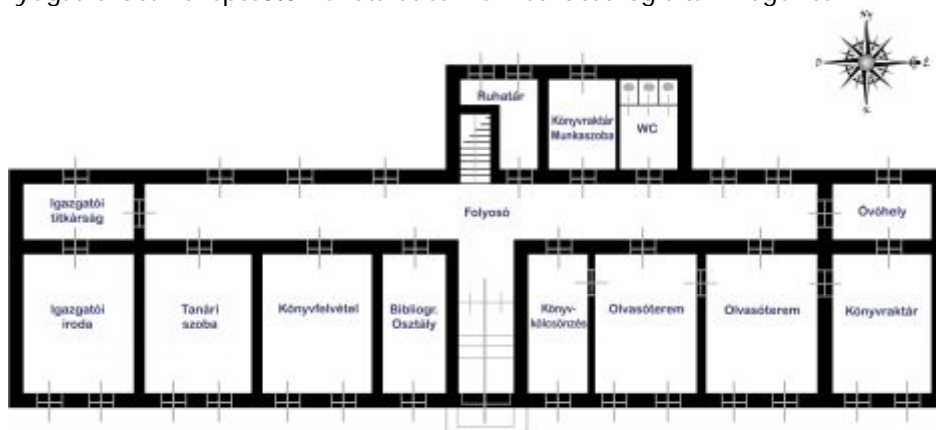 Ruhatár
Könyvraktár
Munkaszoba
WC
Igazgatói
titkárság
Folyosó
Óvóhely
Igazgatói
iroda
Tanári
szoba
Könyvfelvétel
Bibliogr.
Osztály
Könyv-
kölcsönzés
Olvasóterem
Olvasóterem
Könyvraktár